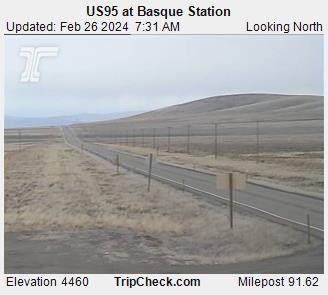 US95 at Basque Station
Updated: Feb 26 2024 7:31 AM Looking North
Elevation 4460 TripCheck.com Milepost 91.62